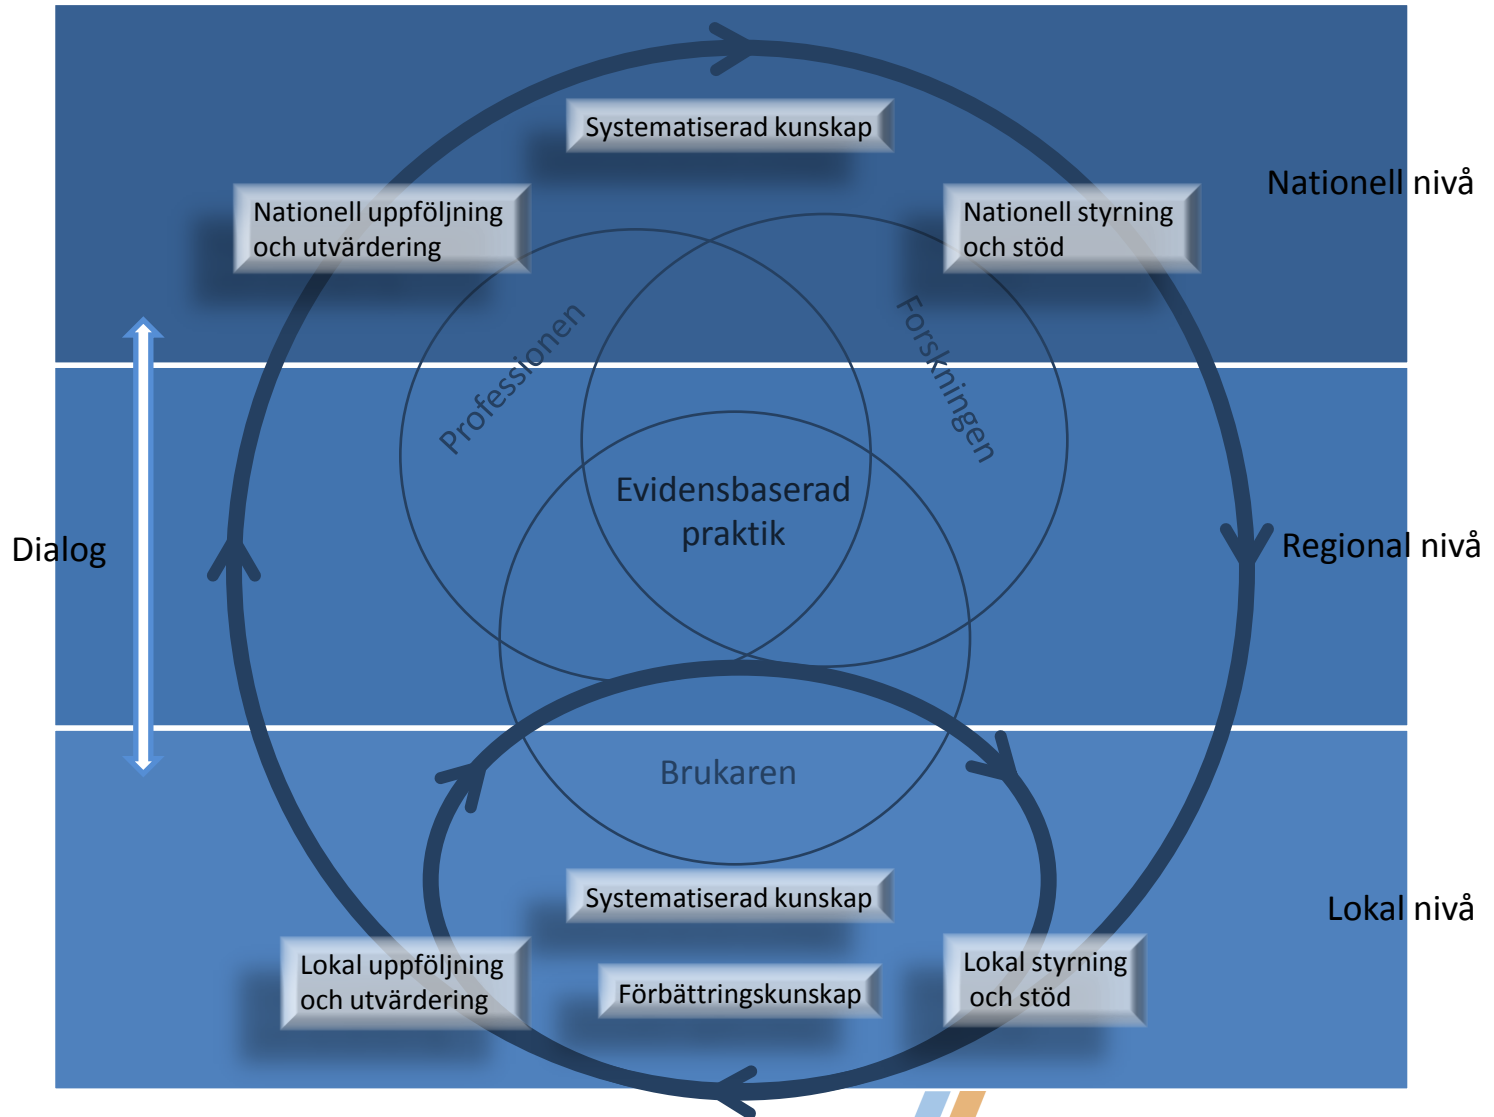 Systematiserad kunskap
Nationell nivå
Nationell uppföljning
och utvärdering
Nationell styrning
och stöd
Professionen
Forskningen
Evidensbaserad
praktik
Dialog
Regional nivå
Brukaren
Systematiserad kunskap
Lokal nivå
Lokal uppföljning
och utvärdering
Förbättringskunskap
Lokal styrning
och stöd